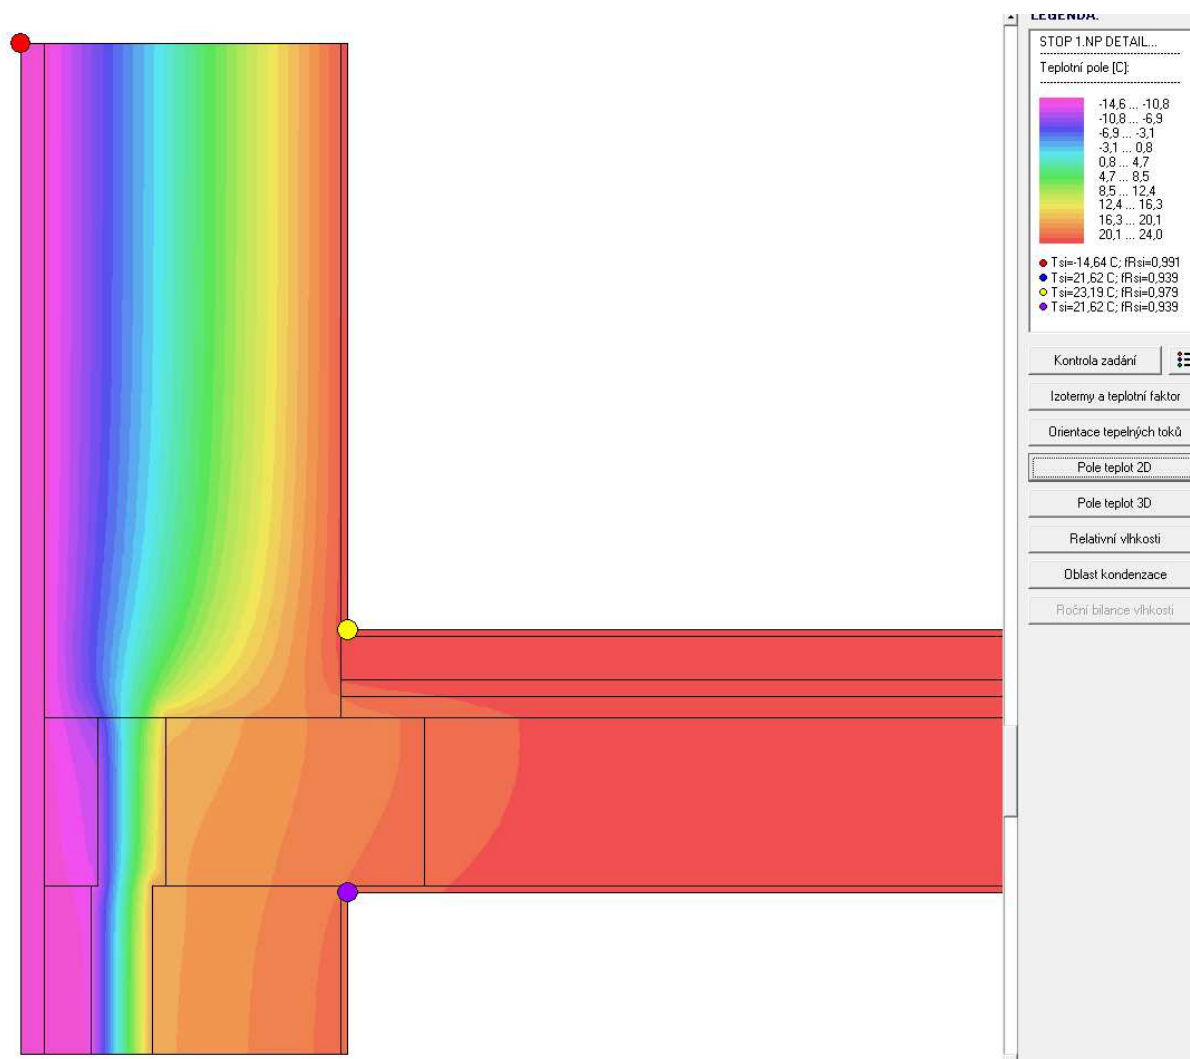 LEGENDA:
STOP 1.NP DETAIL...
Teplotní pole [C]:
-14,6 ... -10,8
-10,8 ... -6,9
-6,9 ... -3,1
-3,1 ... 0,8
0,8 ... 4,7
4,7 ... 8,5
8,5 ... 12,4
12,4 ... 16,3
16,3 ... 20,1
20,1 ... 24,0
Tsi=-14,64 C; fRsi=0,991
Tsi=21,62 C; fRsi=0,939
Tsi=23,19 C; fRsi=0,979
Tsi=21,62 C; fRsi=0,939
Kontrola zadání
Izotermy a teplotní faktor
Orientace tepelných toků
Pole teplot 2D
Pole teplot 3D
Relativní vlhkosti
Oblast kondenzace
Roční bilance vlhkosti